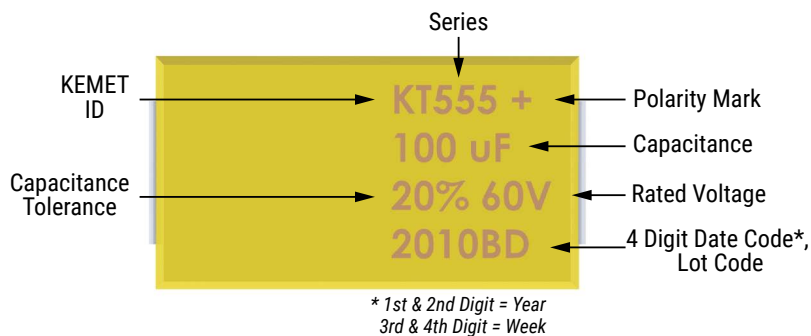 Series
KEMET
ID
KT555 +
Polarity Mark
100 uF
Capacitance
Capacitance
Tolerance
20% 60V
Rated Voltage
2010BD
4 Digit Date Code*,
Lot Code
* 1st & 2nd Digit = Year
3rd & 4th Digit = Week